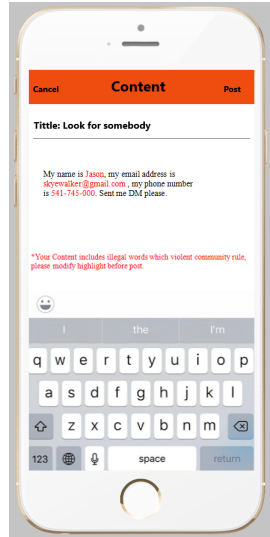 Cancel Content Post
Tittle: Look for somebody
My name is Jason, my email address is
skyewalker@gmail.com , my phone number
is 541-745-000. Sent me DM please.
*Your Content includes illegal words which violent community rule,
please modify highlight before post.
I the I'm
q w e r t y u i o p
a s d f g h j k l
z x c v b n m
123 space return